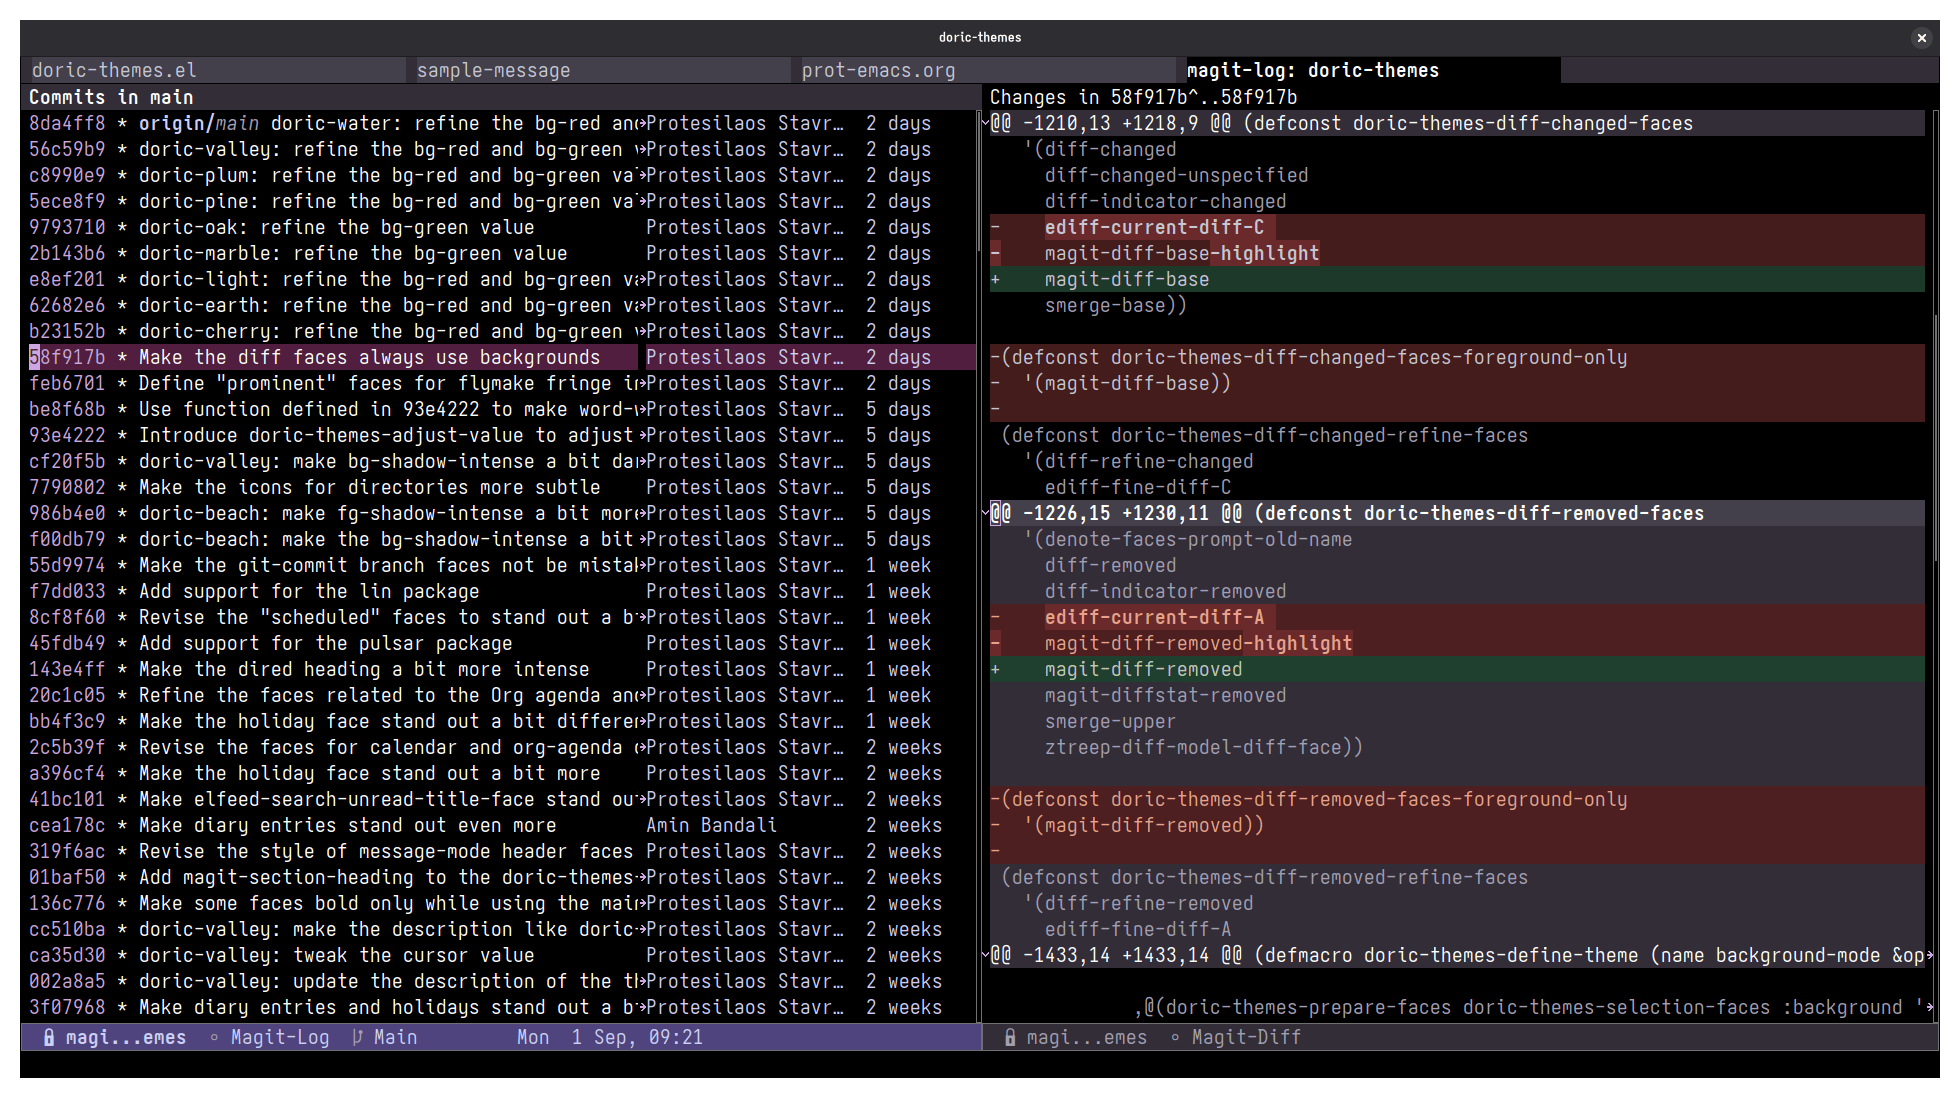 doric-themes
doric-themes.el sample-message prot-emacs.org magit-log: doric-themes
Commits in main
8da4ff8 * origin/main doric-water: refine the bg-red an Protesilaos Stavr… 2 days
56c59b9 * doric-valley: refine the bg-red and bg-green Protesilaos Stavr… 2 days
c8990e9 * doric-plum: refine the bg-red and bg-green va Protesilaos Stavr… 2 days
5ece8f9 * doric-pine: refine the bg-red and bg-green va Protesilaos Stavr… 2 days
9793710 * doric-oak: refine the bg-green value Protesilaos Stavr… 2 days
2b143b6 * doric-marble: refine the bg-green value Protesilaos Stavr… 2 days
e8ef201 * doric-light: refine the bg-red and bg-green v Protesilaos Stavr… 2 days
62682e6 * doric-earth: refine the bg-red and bg-green v Protesilaos Stavr… 2 days
b23152b * doric-cherry: refine the bg-red and bg-green Protesilaos Stavr… 2 days
58f917b * Make the diff faces always use backgrounds Protesilaos Stavr… 2 days
feb6701 * Define "prominent" faces for flymake fringe i Protesilaos Stavr… 2 days
be8f68b * Use function defined in 93e4222 to make word- Protesilaos Stavr… 5 days
93e4222 * Introduce doric-themes-adjust-value to adjust Protesilaos Stavr… 5 days
cf20f5b * doric-valley: make bg-shadow-intense a bit da Protesilaos Stavr… 5 days
7790802 * Make the icons for directories more subtle Protesilaos Stavr… 5 days
986b4e0 * doric-beach: make fg-shadow-intense a bit more Protesilaos Stavr… 5 days
f00db79 * doric-beach: make the bg-shadow-intense a bit Protesilaos Stavr… 5 days
55d9974 * Make the git-commit branch faces not be mista Protesilaos Stavr… 1 week
f7dd033 * Add support for the lin package Protesilaos Stavr… 1 week
8cf8f60 * Revise the "scheduled" faces to stand out a b Protesilaos Stavr… 1 week
45fdb49 * Add support for the pulsar package Protesilaos Stavr… 1 week
143e4ff * Make the dired heading a bit more intense Protesilaos Stavr… 1 week
20c1c05 * Refine the faces related to the Org agenda an Protesilaos Stavr… 1 week
bb4f3c9 * Make the holiday face stand out a bit differe Protesilaos Stavr… 1 week
2c5b39f * Revise the faces for calendar and org-agenda Protesilaos Stavr… 2 weeks
a396cf4 * Make the holiday face stand out a bit more Protesilaos Stavr… 2 weeks
41bc101 * Make elfeed-search-unread-title-face stand ou Protesilaos Stavr… 2 weeks
cea178c * Make diary entries stand out even more Amin Bandali 2 weeks
319f6ac * Revise the style of message-mode header faces Protesilaos Stavr… 2 weeks
01baf50 * Add magit-section-heading to the doric-themes- Protesilaos Stavr… 2 weeks
136c776 * Make some faces bold only while using the mai Protesilaos Stavr… 2 weeks
cc510ba * doric-valley: make the description like doric- Protesilaos Stavr… 2 weeks
ca35d30 * doric-valley: tweak the cursor value Protesilaos Stavr… 2 weeks
002a8a5 * doric-valley: update the description of the t Protesilaos Stavr… 2 weeks
3f07968 * Make diary entries and holidays stand out a b Protesilaos Stavr… 2 weeks
magi...emes Magit-Log Main Mon 1 Sep, 09:21
Changes in 58f917b^..58f917b
@@ -1210,13 +1218,9 @@ (defconst doric-themes-diff-changed-faces
'(diff-changed
diff-changed-unspecified
diff-indicator-changed
- ediff-current-diff-C
- magit-diff-base-highlight
+ magit-diff-base
smerge-base))
-(defconst doric-themes-diff-changed-faces-foreground-only
- '(magit-diff-base))
-
(defconst doric-themes-diff-changed-refine-faces
'(diff-refine-changed
ediff-fine-diff-C
@@ -1226,15 +1230,11 @@ (defconst doric-themes-diff-removed-faces
'(denote-faces-prompt-old-name
diff-removed
diff-indicator-removed
- ediff-current-diff-A
- magit-diff-removed-highlight
+ magit-diff-removed
magit-diffstat-removed
smerge-upper
ztreep-diff-model-diff-face))
-(defconst doric-themes-diff-removed-faces-foreground-only
- '(magit-diff-removed))
-
(defconst doric-themes-diff-removed-refine-faces
'(diff-refine-removed
ediff-fine-diff-A
@@ -1433,14 +1433,14 @@ (defmacro doric-themes-define-theme (name background-mode &op
,@(doric-themes-prepare-faces doric-themes-selection-faces :background '
magi...emes Magit-Diff